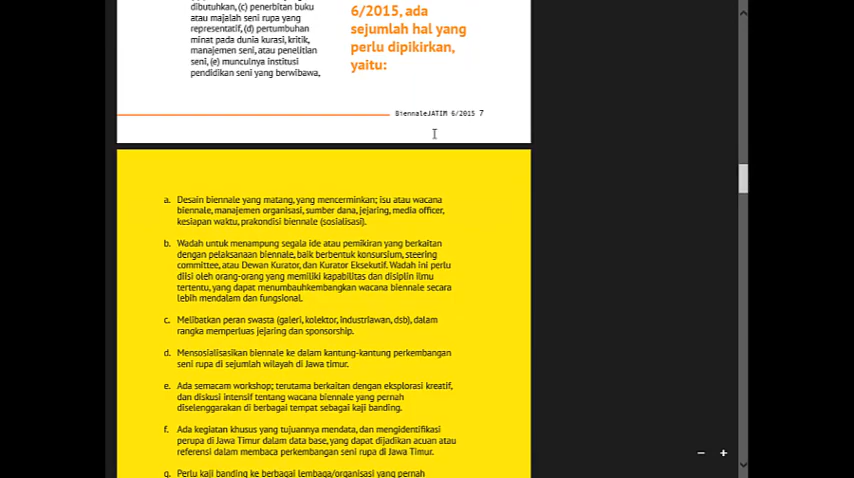 dibutuhkan, (c) penerbitan buku
atau majalah seni rupa yang
representatif, (d) pertumbuhan
minat pada dunia kurasi, kritik,
manajemen seni, atau penelitian
seni, (e) munculnya institusi
pendidikan seni yang berwibawa,
6/2015, ada
sejumlah hal yang
perlu dipikirkan,
yaitu:
BiennaleJATIM 6/2015 7
a. Desain biennale yang matang, yang mencerminkan; isu atau wacana
biennale, manajemen organisasi, sumber dana, jejaring, media officer,
kesiapan waktu, prakondisi biennale (sosialisasi).
b. Wadah untuk menampung segala ide atau pemikiran yang berkaitan
dengan pelaksanaan biennale, baik berbentuk konsursium, steering
committee, atau Dewan Kurator, dan Kurator Eksekutif. Wadah ini perlu
diisi oleh orang-orang yang memiliki kapabilitas dan disiplin ilmu
tertentu, yang dapat menumbauhkembangkan wacana biennale secara
lebih mendalam dan fungsional.
c. Melibatkan peran swasta (galeri, kolektor, industriawan, dsb), dalam
rangka memperluas jejaring dan sponsorship.
d. Mensosialisasikan biennale ke dalam kantung-kantung perkembangan
seni rupa di sejumlah wilayah di Jawa timur.
e. Ada semacam workshop; terutama berkaitan dengan eksplorasi kreatif,
dan diskusi intensif tentang wacana biennale yang pernah
diselenggarakan di berbagai tempat sebagai kaji banding.
f. Ada kegiatan khusus yang tujuannya mendata, dan mengidentifikasi
perupa di Jawa Timur dalam data base, yang dapat dijadikan acuan atau
referensi dalam membaca perkembangan seni rupa di Jawa Timur.
g. Perlu kaji banding ke berbagai lembaga/organisasi yang pernah